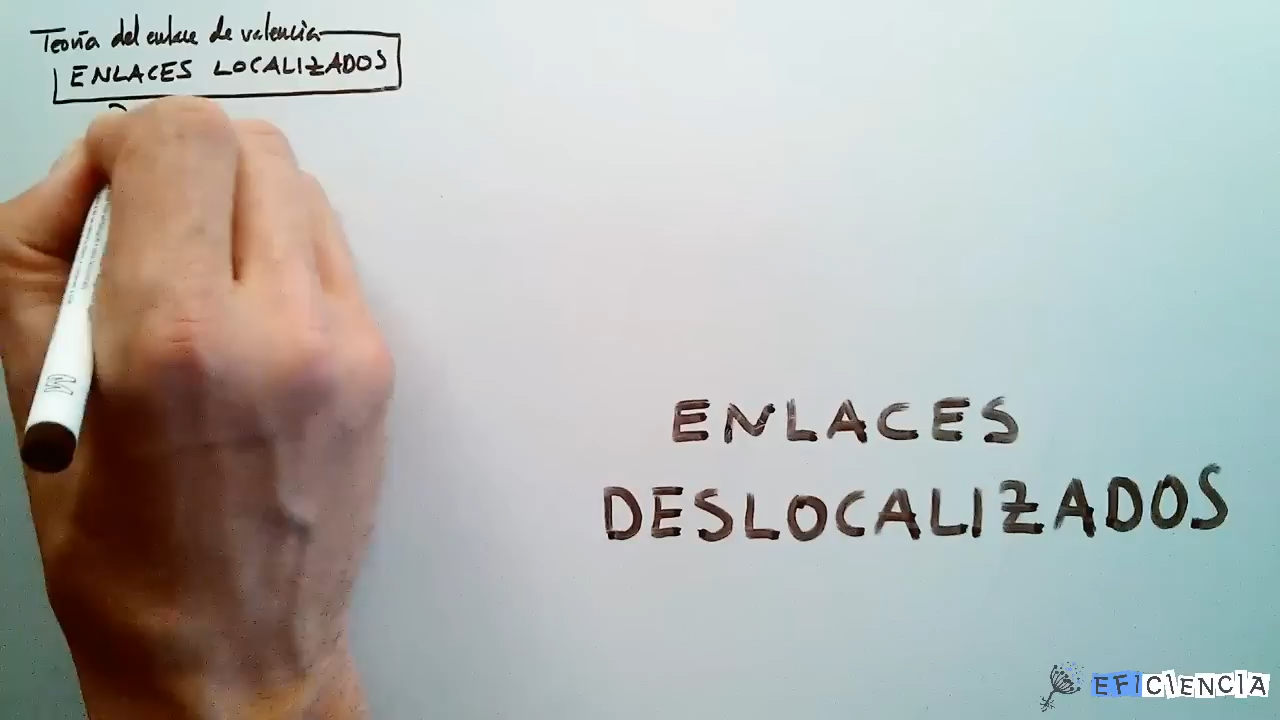 Teoría del enlace de valencia
ENLACES LOCALIZADOS
ENLACES
DESLOCALIZADOS
EFICIENCIA